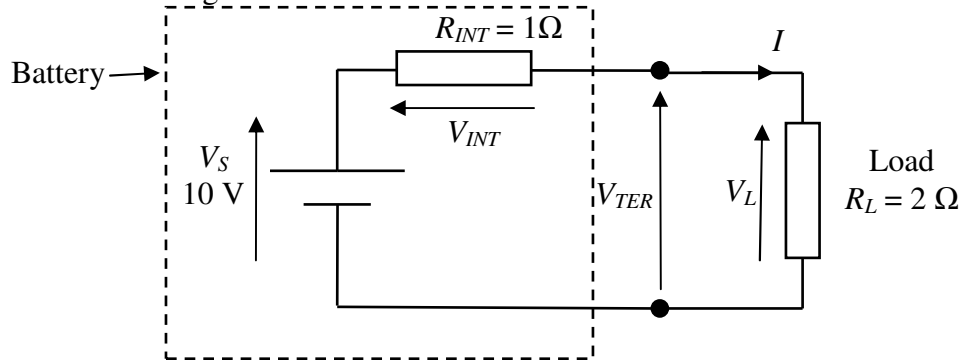 R_INT = 1Ω
I
Battery
V_INT
V_S
10 V
V_TER
V_L
Load
R_L = 2 Ω